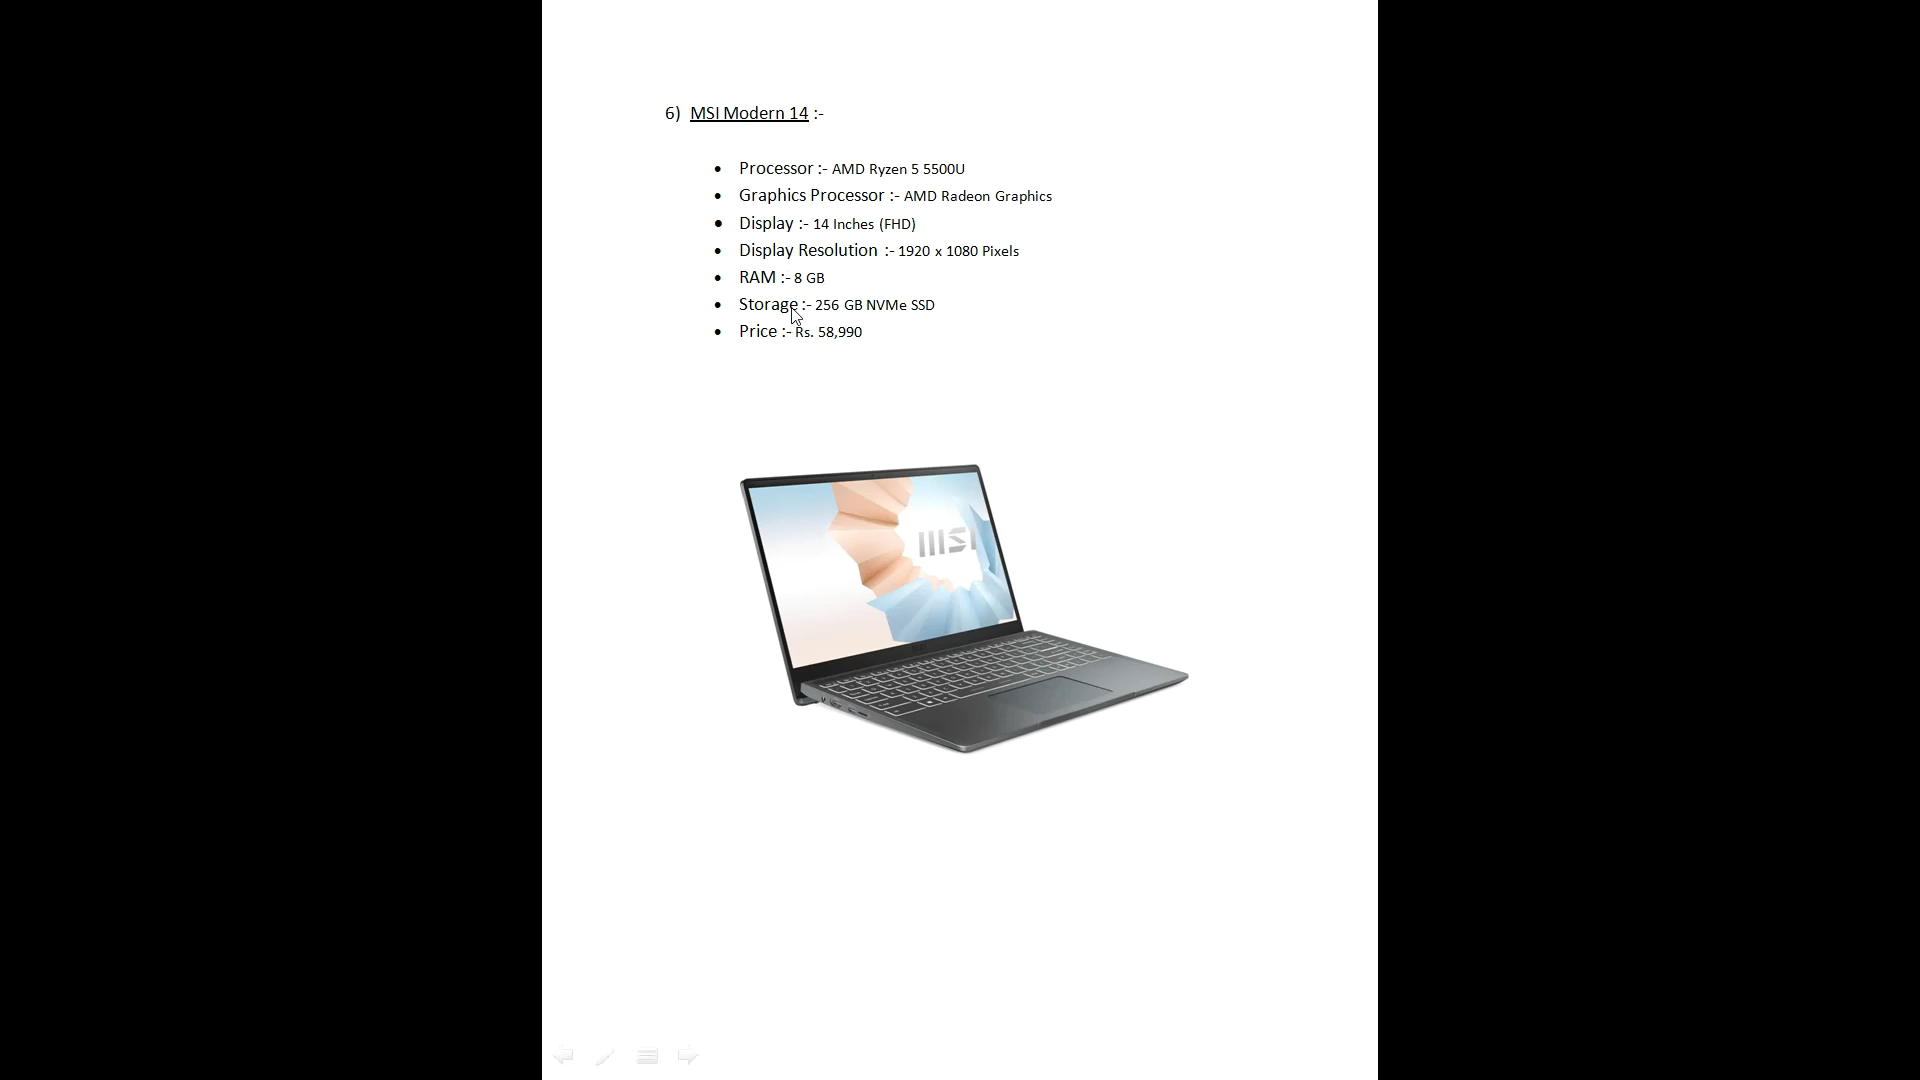 6) MSI Modern 14 :-
• Processor :- AMD Ryzen 5 5500U
• Graphics Processor :- AMD Radeon Graphics
• Display :- 14 Inches (FHD)
• Display Resolution :- 1920 x 1080 Pixels
• RAM :- 8 GB
• Storage :- 256 GB NVMe SSD
• Price :- Rs. 58,990
msi